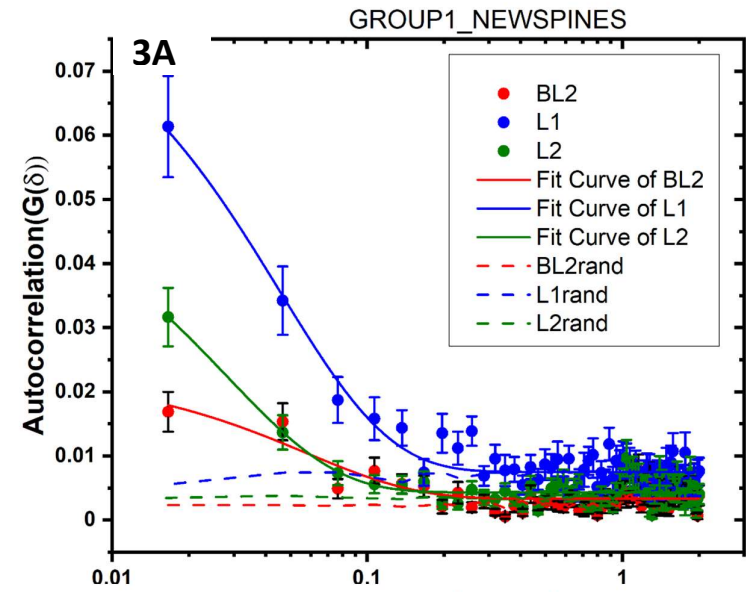 GROUP1_NEWSPINES
3A
0.07
0.06
0.05
0.04
0.03
0.02
0.01
0
Autocorrelation(G(δ))
BL2
L1
L2
Fit Curve of BL2
Fit Curve of L1
Fit Curve of L2
BL2rand
L1rand
L2rand
0.01
0.1
1